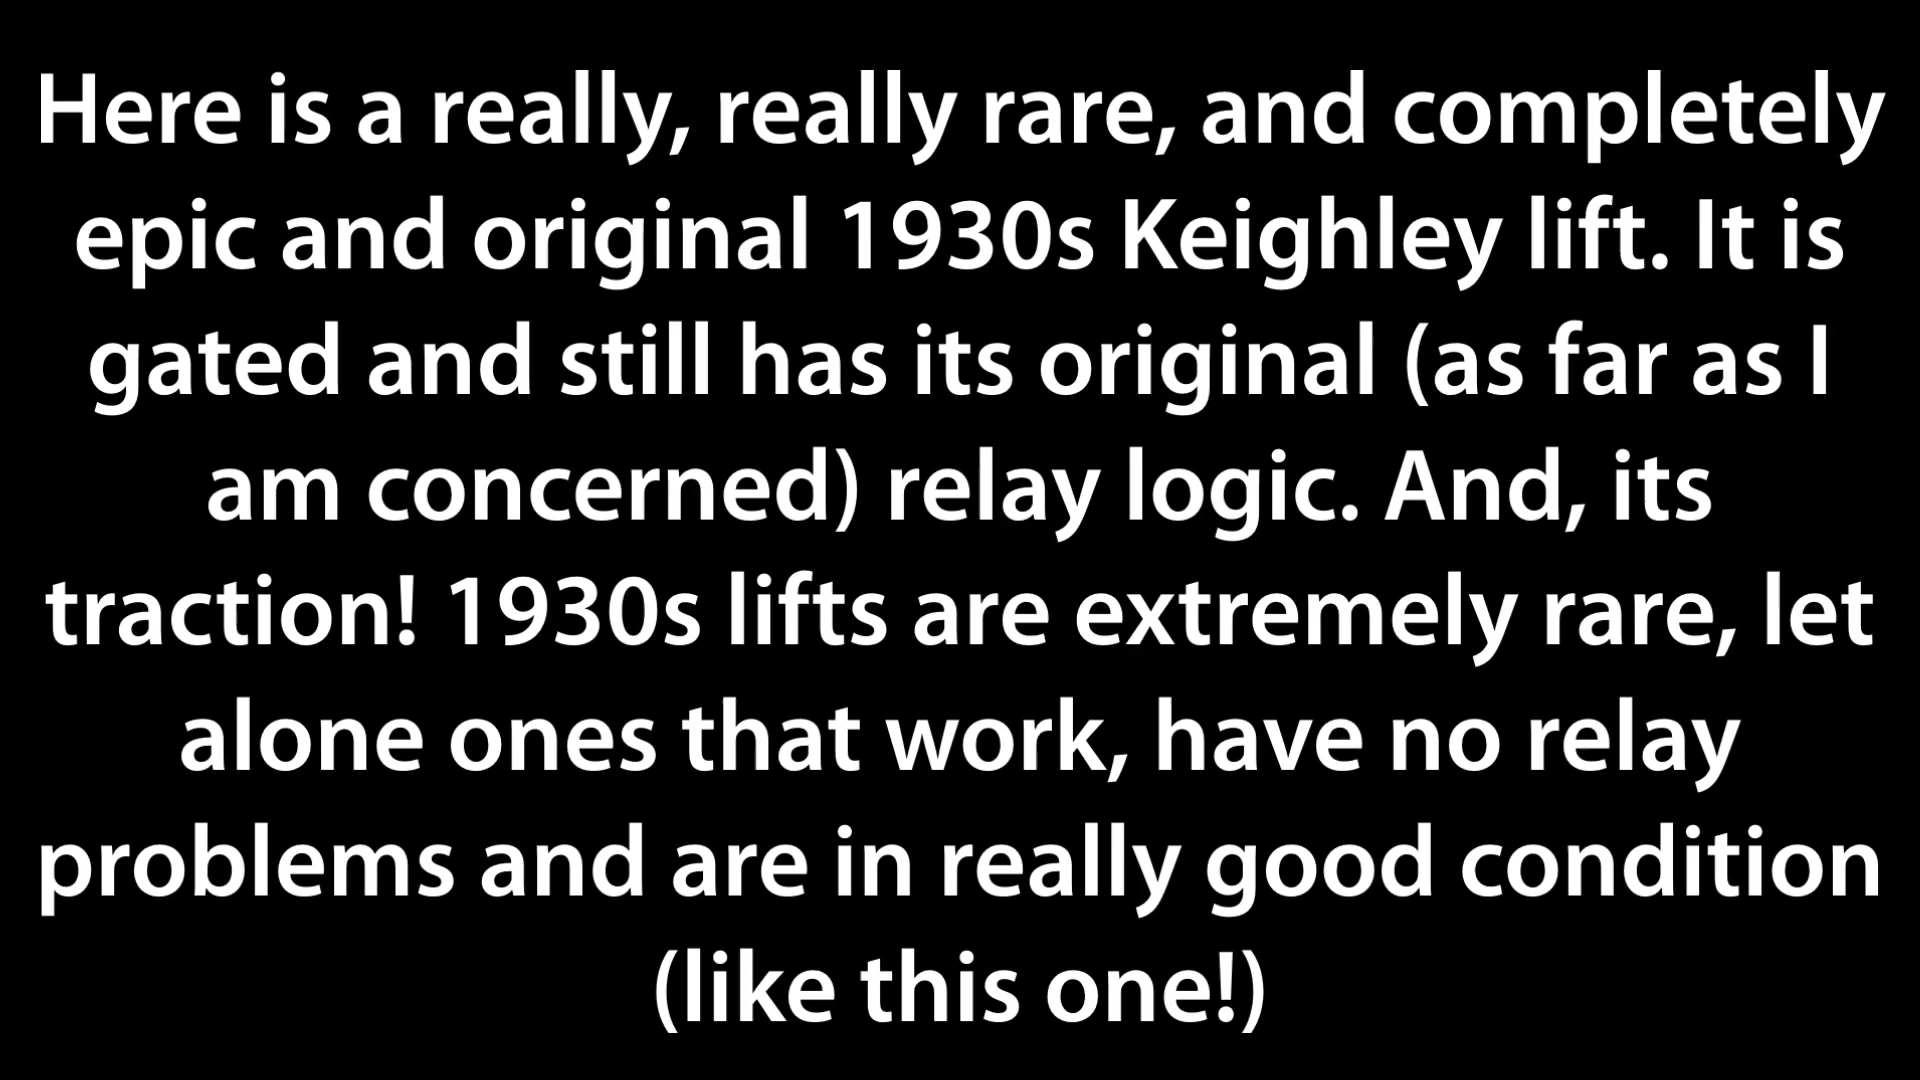 Here is a really, really rare, and completely
epic and original 1930s Keighley lift. It is
gated and still has its original (as far as I
am concerned) relay logic. And, its
traction! 1930s lifts are extremely rare, let
alone ones that work, have no relay
problems and are in really good condition
(like this one!)